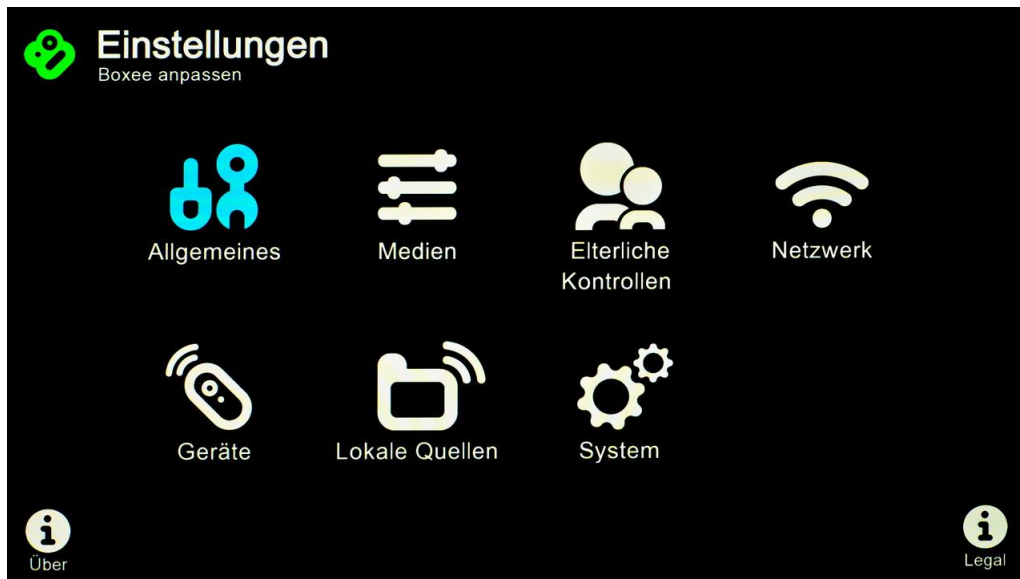 Einstellungen
Boxee anpassen
Allgemeines
Medien
Elterliche
Kontrollen
Netzwerk
Geräte
Lokale Quellen
System
Über
Legal